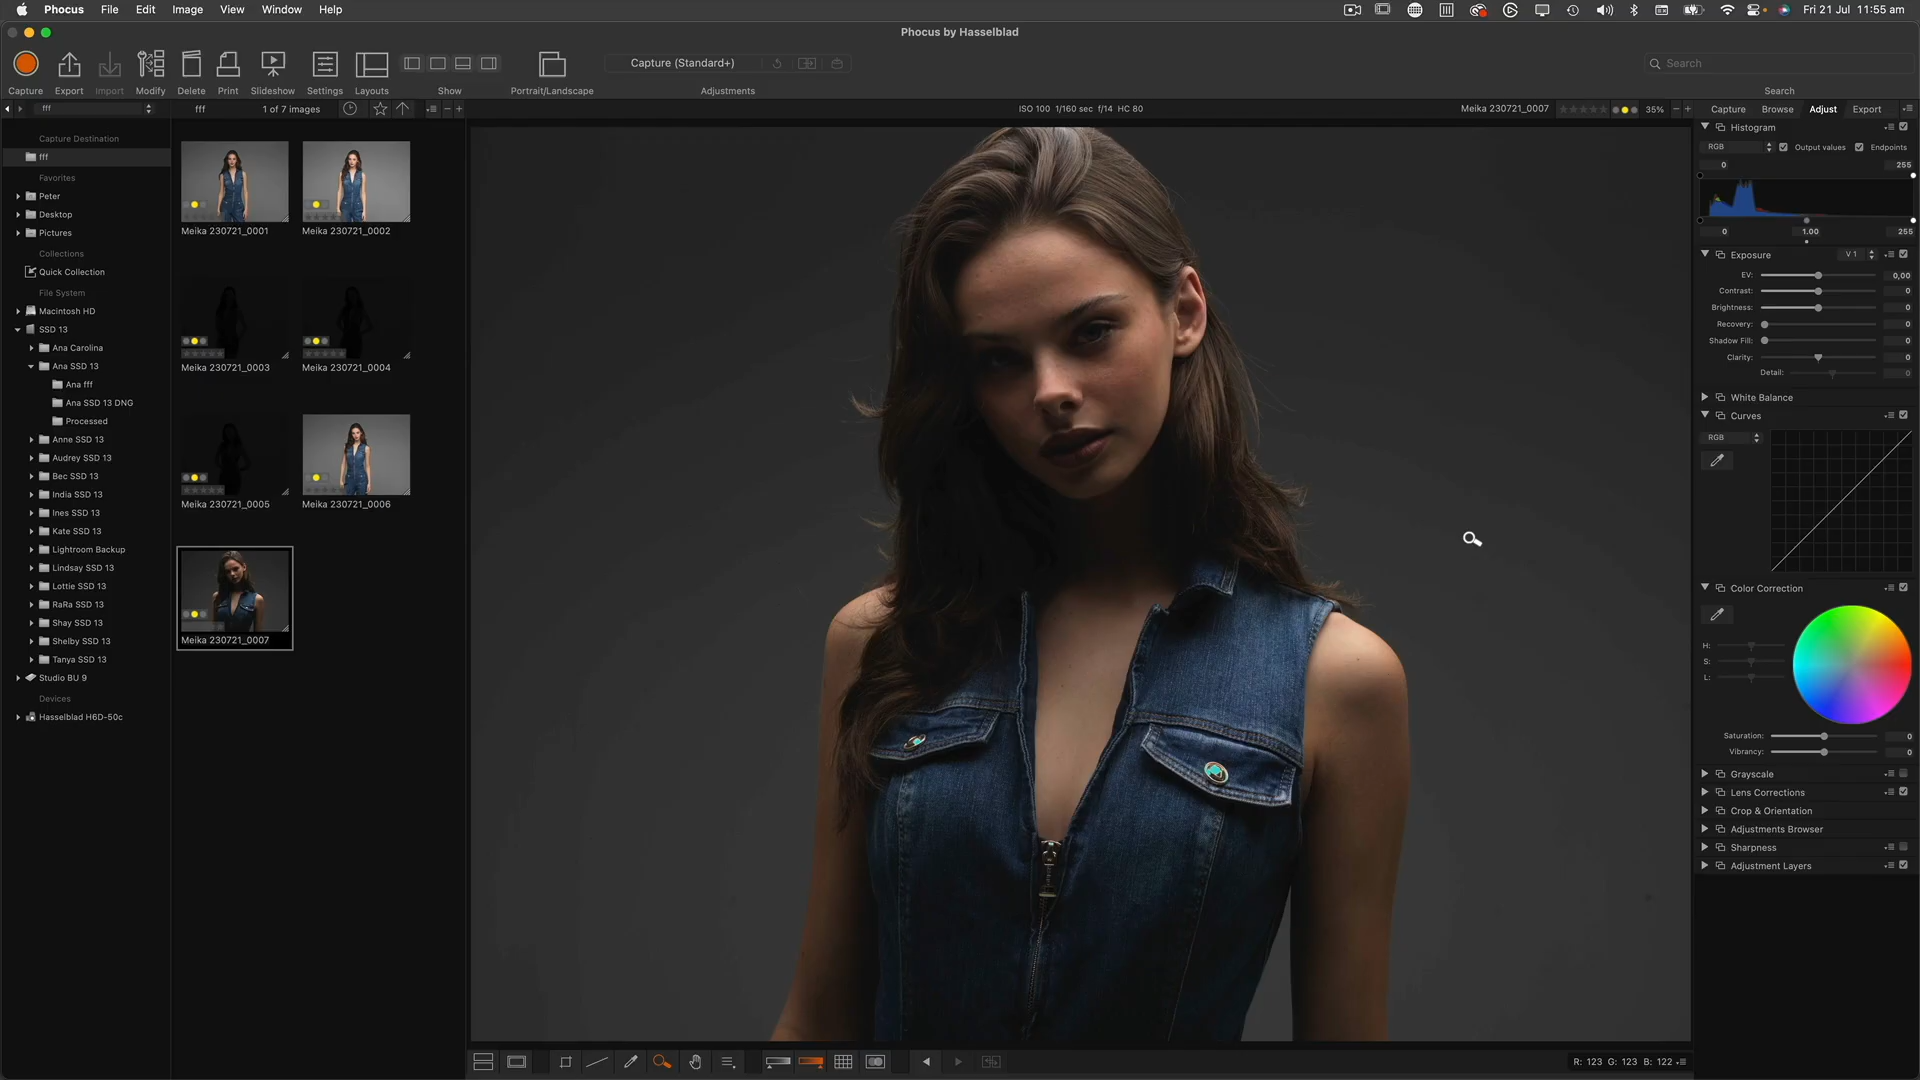 Phocus File Edit Image View Window Help Fri 21 Jul 11:55 am
Phocus by Hasselblad
Capture (Standard+)
Search
Capture Export Import Modify Delete Print Slideshow Settings Layouts Show Portrait/Landscape Adjustments Search
fff fff 1 of 7 images ISO 100 1/160 sec f/14 HC 80 Meika 230721_0007 35% Capture Browse Adjust Export
Capture Destination
fff
Favorites
Peter
Desktop
Pictures
Collections
Quick Collection
File System
Macintosh HD
SSD 13
Ana Carolina
Ana SSD 13
Ana fff
Ana SSD 13 DNG
Processed
Anne SSD 13
Audrey SSD 13
Bec SSD 13
India SSD 13
Ines SSD 13
Kate SSD 13
Lightroom Backup
Lindsay SSD 13
Lottie SSD 13
RaRa SSD 13
Shay SSD 13
Shelby SSD 13
Tanya SSD 13
Studio BU 9
Devices
Hasselblad H6D-50c
Meika 230721_0001 Meika 230721_0002
Meika 230721_0003 Meika 230721_0004
Meika 230721_0005 Meika 230721_0006
Meika 230721_0007
Histogram
RGB Output values Endpoints
0 255
0 1.00 255
Exposure V 1
EV: 0,00
Contrast: 0
Brightness: 0
Recovery: 0
Shadow Fill: 0
Clarity: 0
Detail: 0
White Balance
Curves
RGB
Color Correction
H:
S:
L:
Saturation: 0
Vibrancy: 0
Grayscale
Lens Corrections
Crop & Orientation
Adjustments Browser
Sharpness
Adjustment Layers
R: 123 G: 123 B: 122